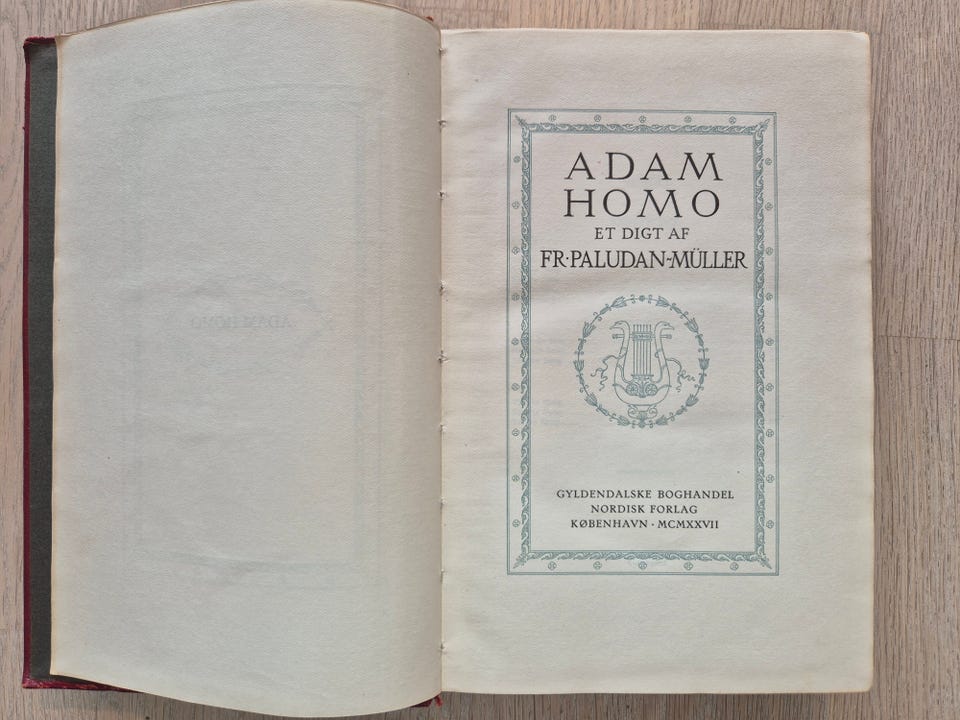 ADAM
HOMO
ET DIGT AF
FR·PALUDAN-MÜLLER
GYLDENDALSKE BOGHANDEL
NORDISK FORLAG
KØBENHAVN · MCMXXVII